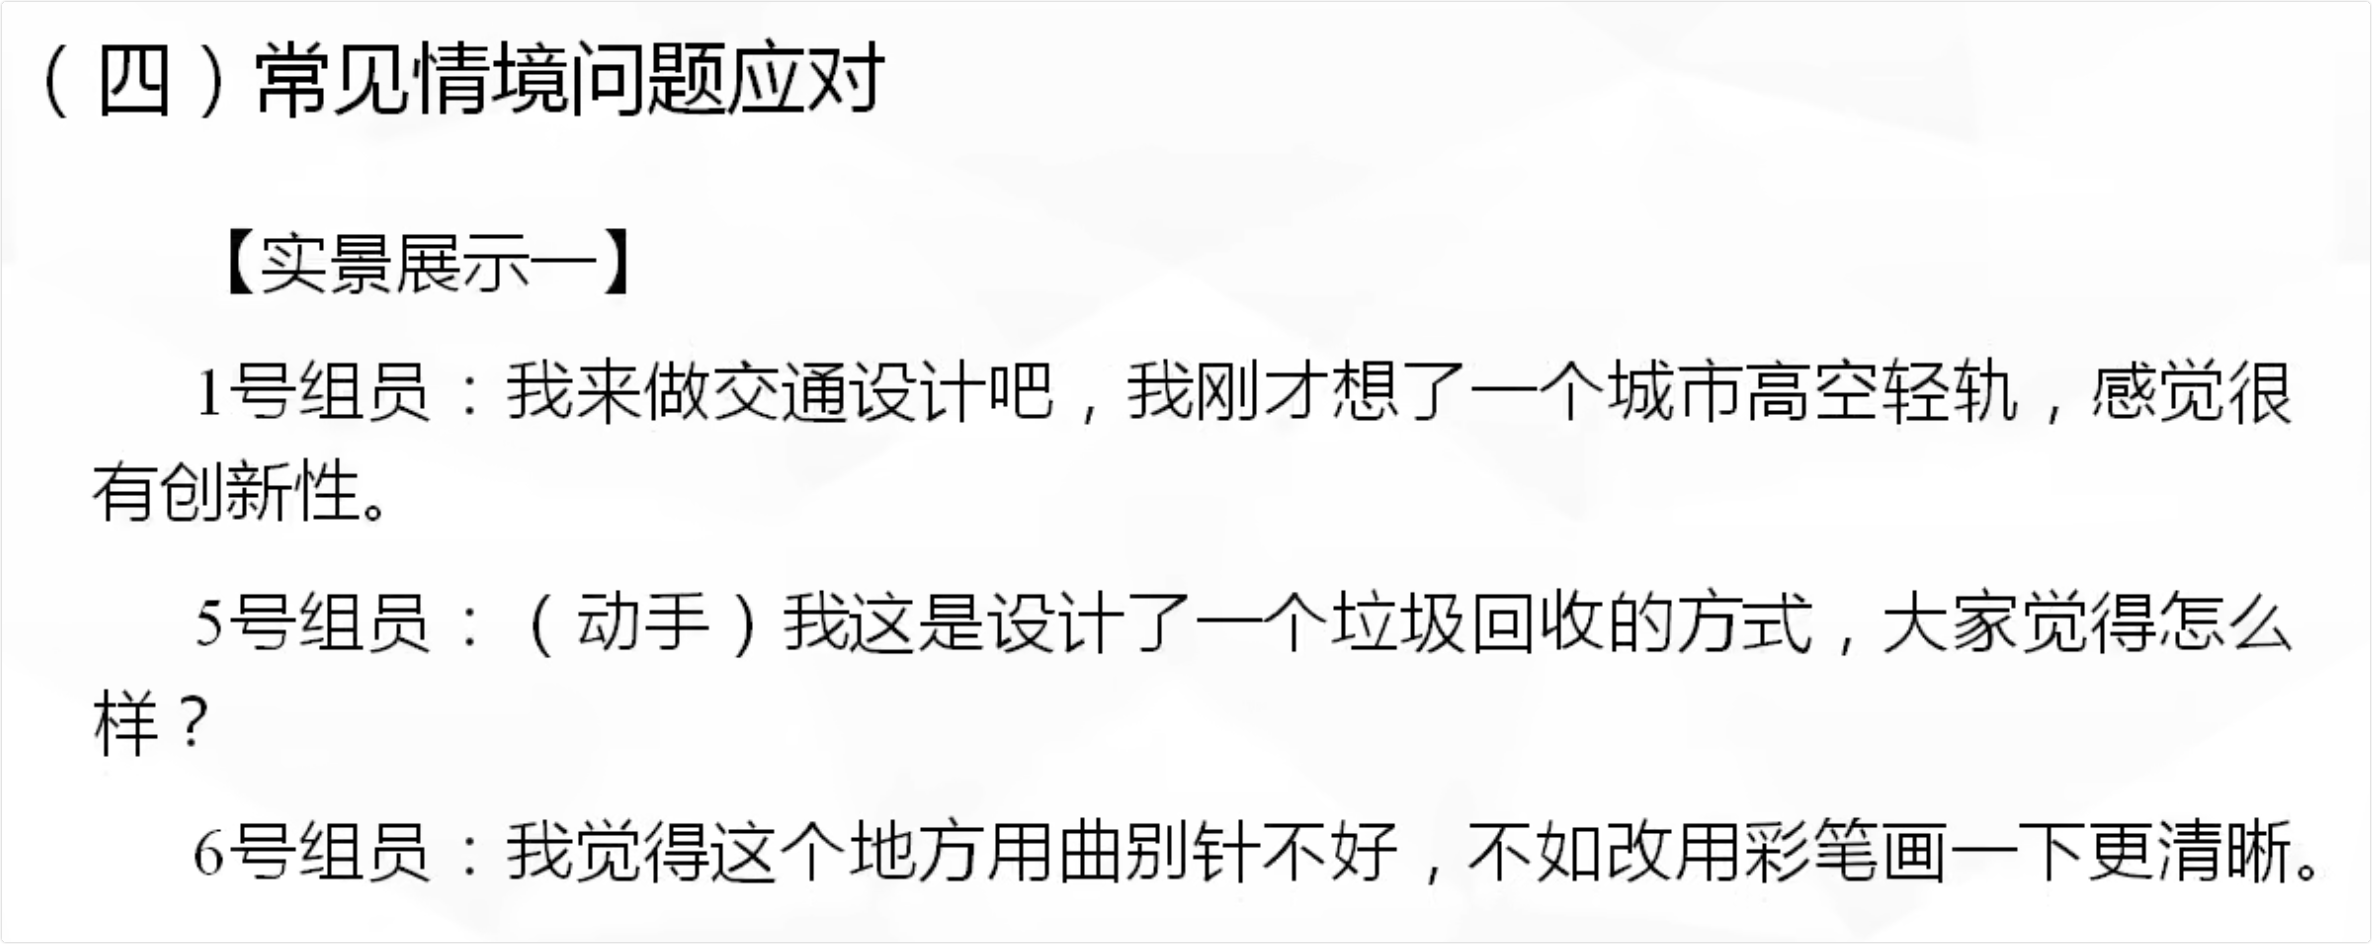 （四）常见情境问题应对
【实景展示一】
1号组员：我来做交通设计吧，我刚才想了一个城市高空轻轨，感觉很
有创新性。
5号组员：（动手）我这是设计了一个垃圾回收的方式，大家觉得怎么
样？
6号组员：我觉得这个地方用曲别针不好，不如改用彩笔画一下更清晰。